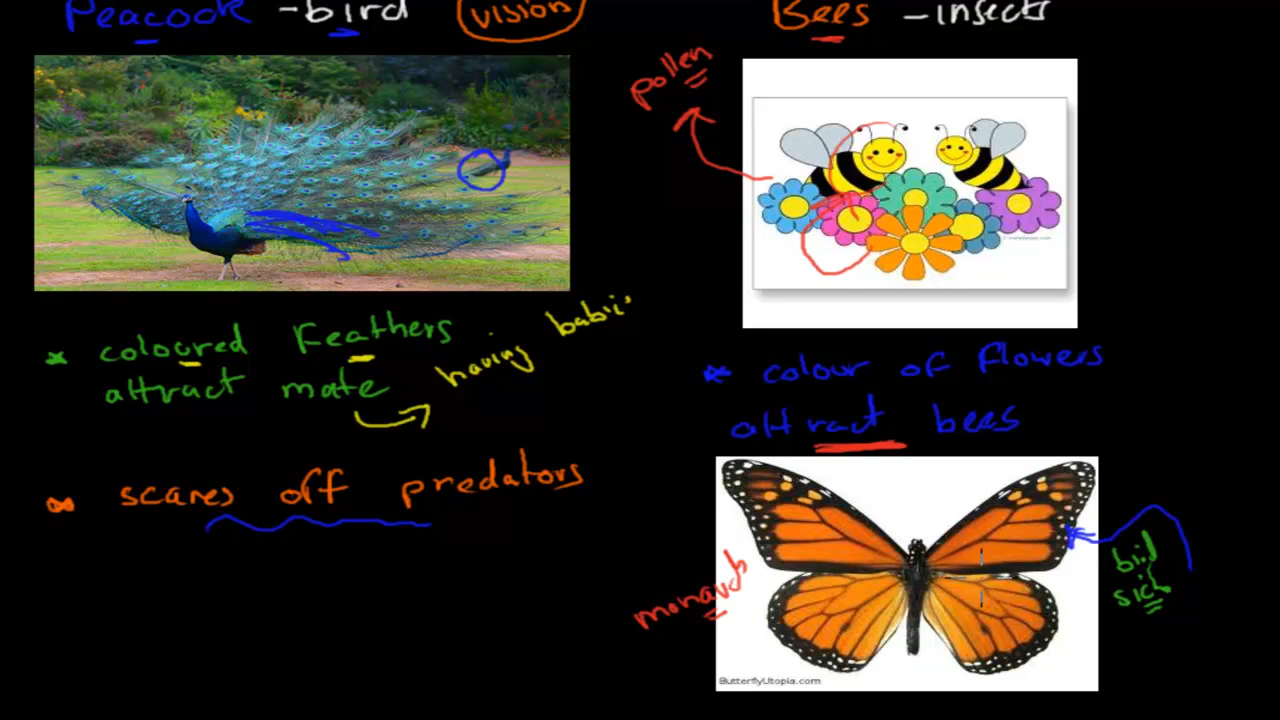 Peacock - bird
vision
Bees - insects
pollen
* coloured Feathers
attract mate
having babies
* scares off predators
* colour of flowers
attract bees
monarch
bird
sick
ButterflyUtopia.com